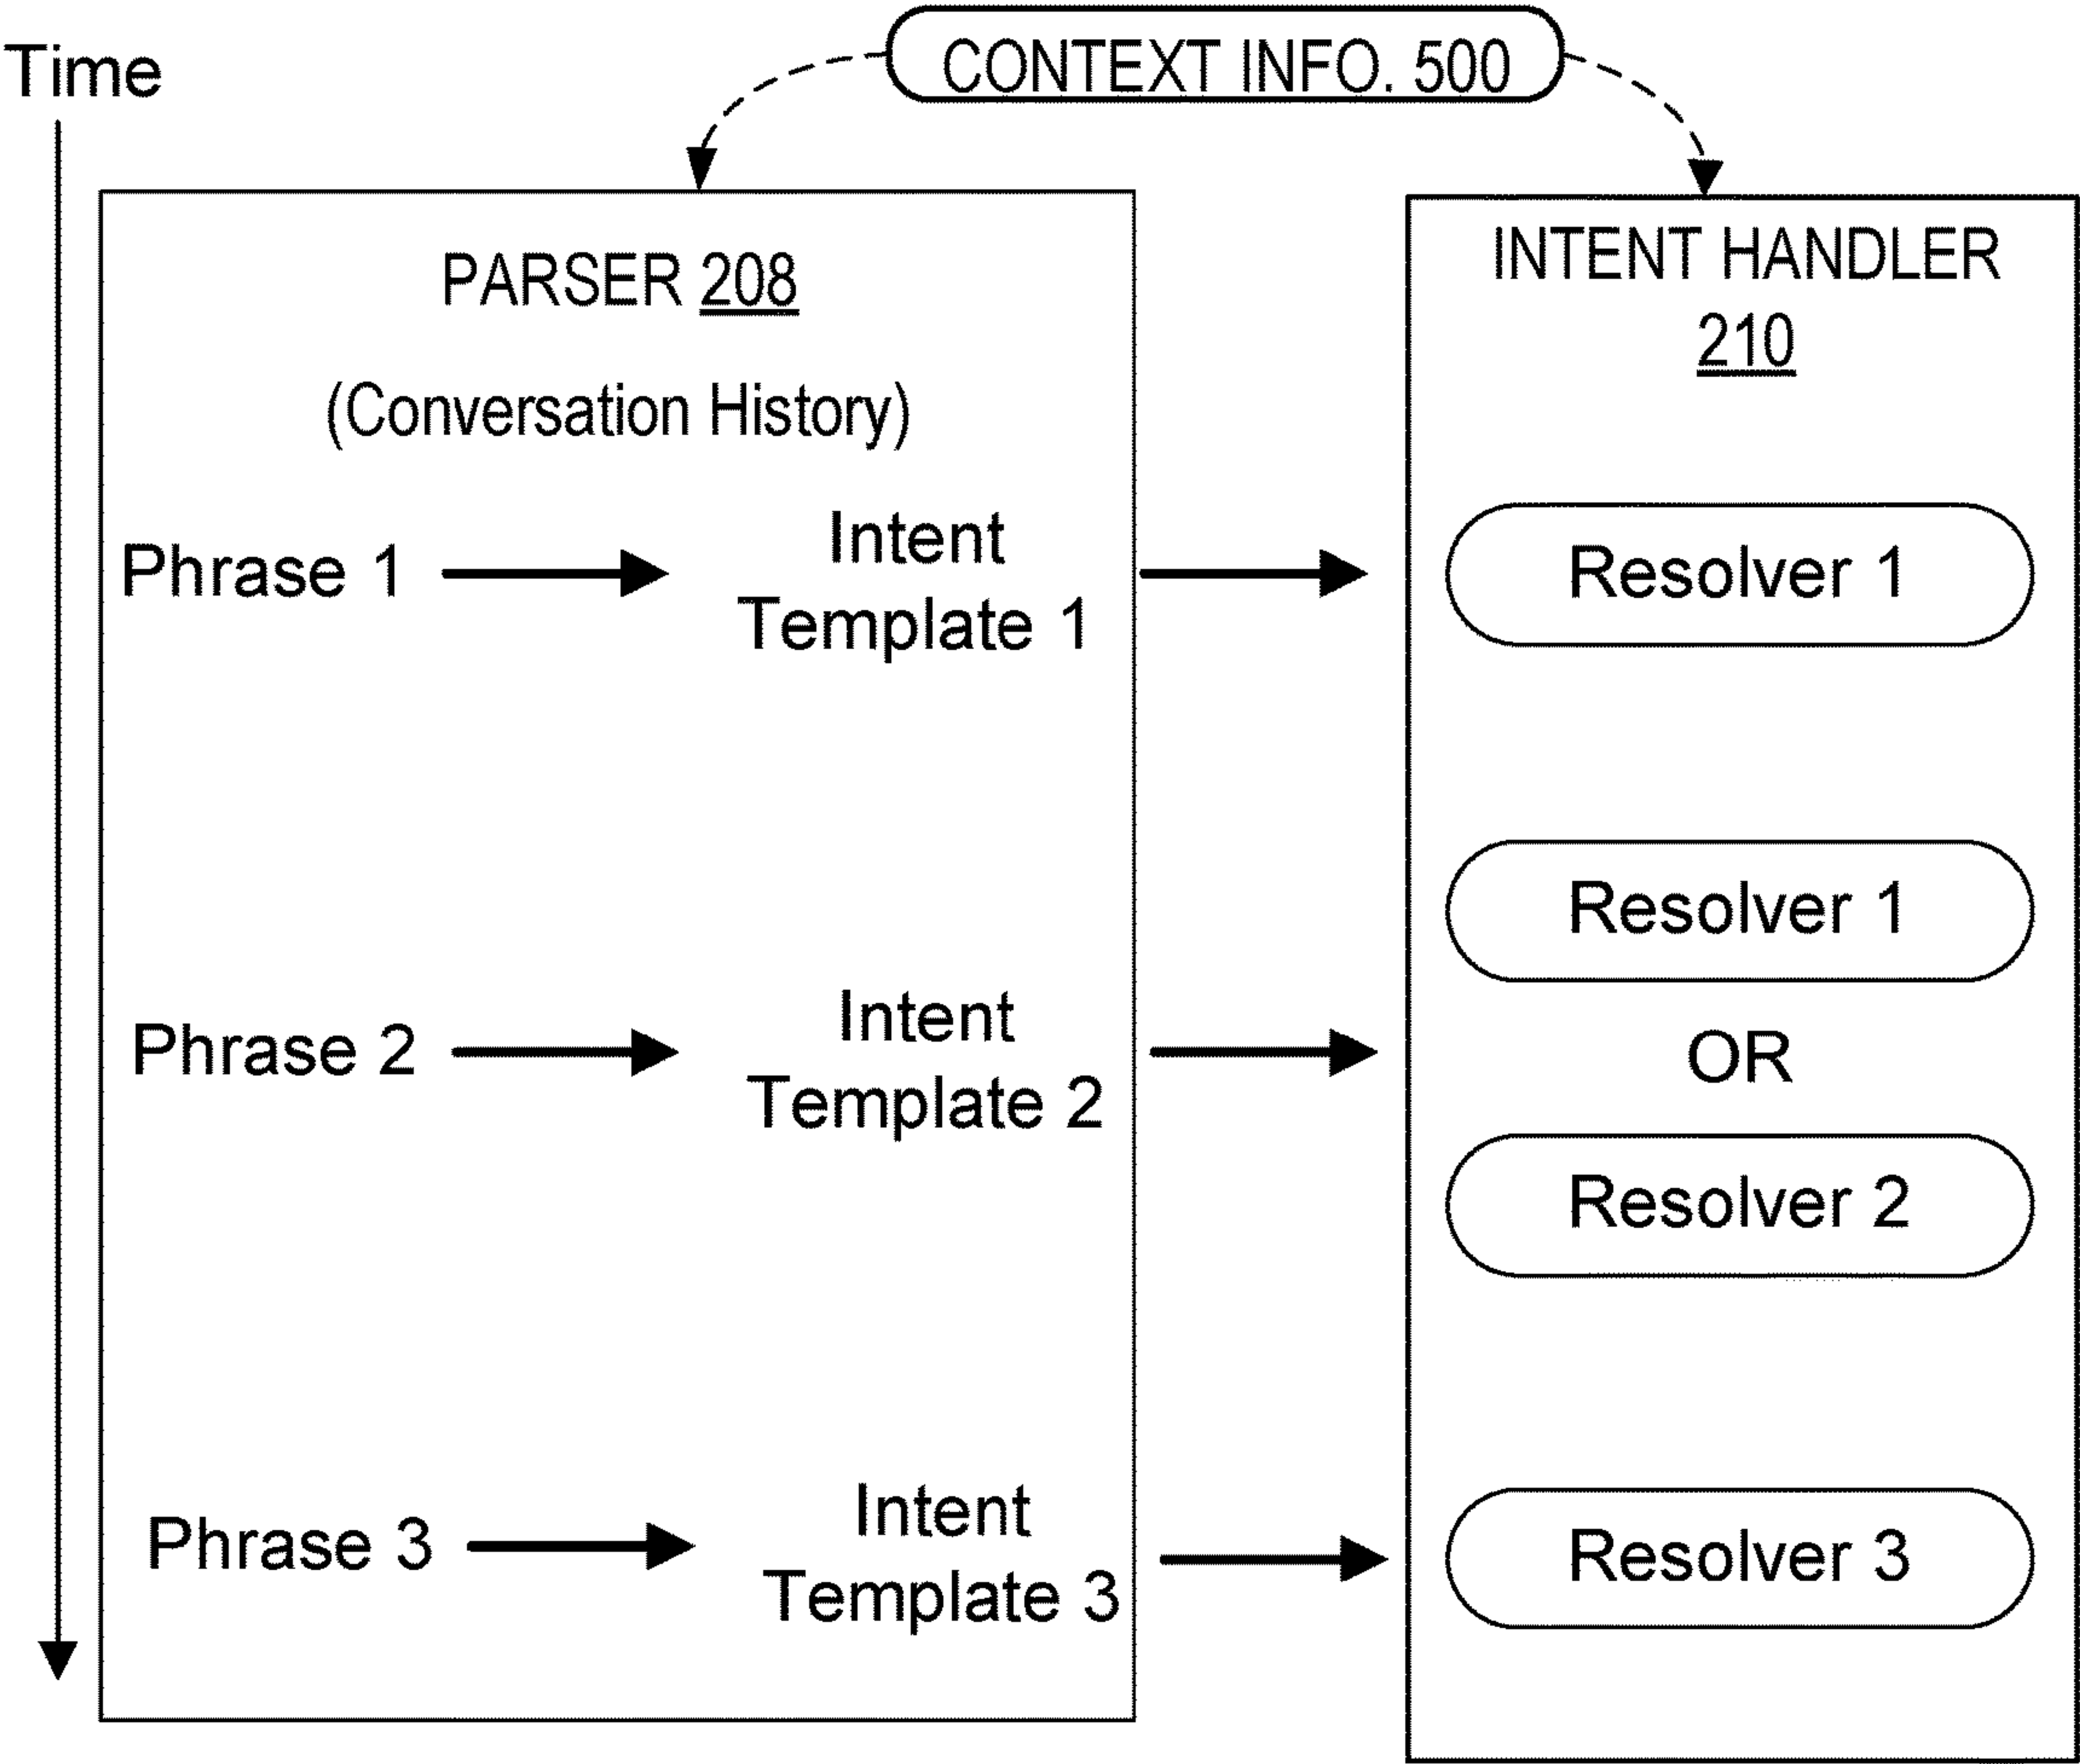 Time
CONTEXT INFO. 500
PARSER 208
(Conversation History)
INTENT HANDLER
210
Phrase 1
Intent
Template 1
Resolver 1
Phrase 2
Intent
Template 2
Resolver 1
OR
Resolver 2
Phrase 3
Intent
Template 3
Resolver 3